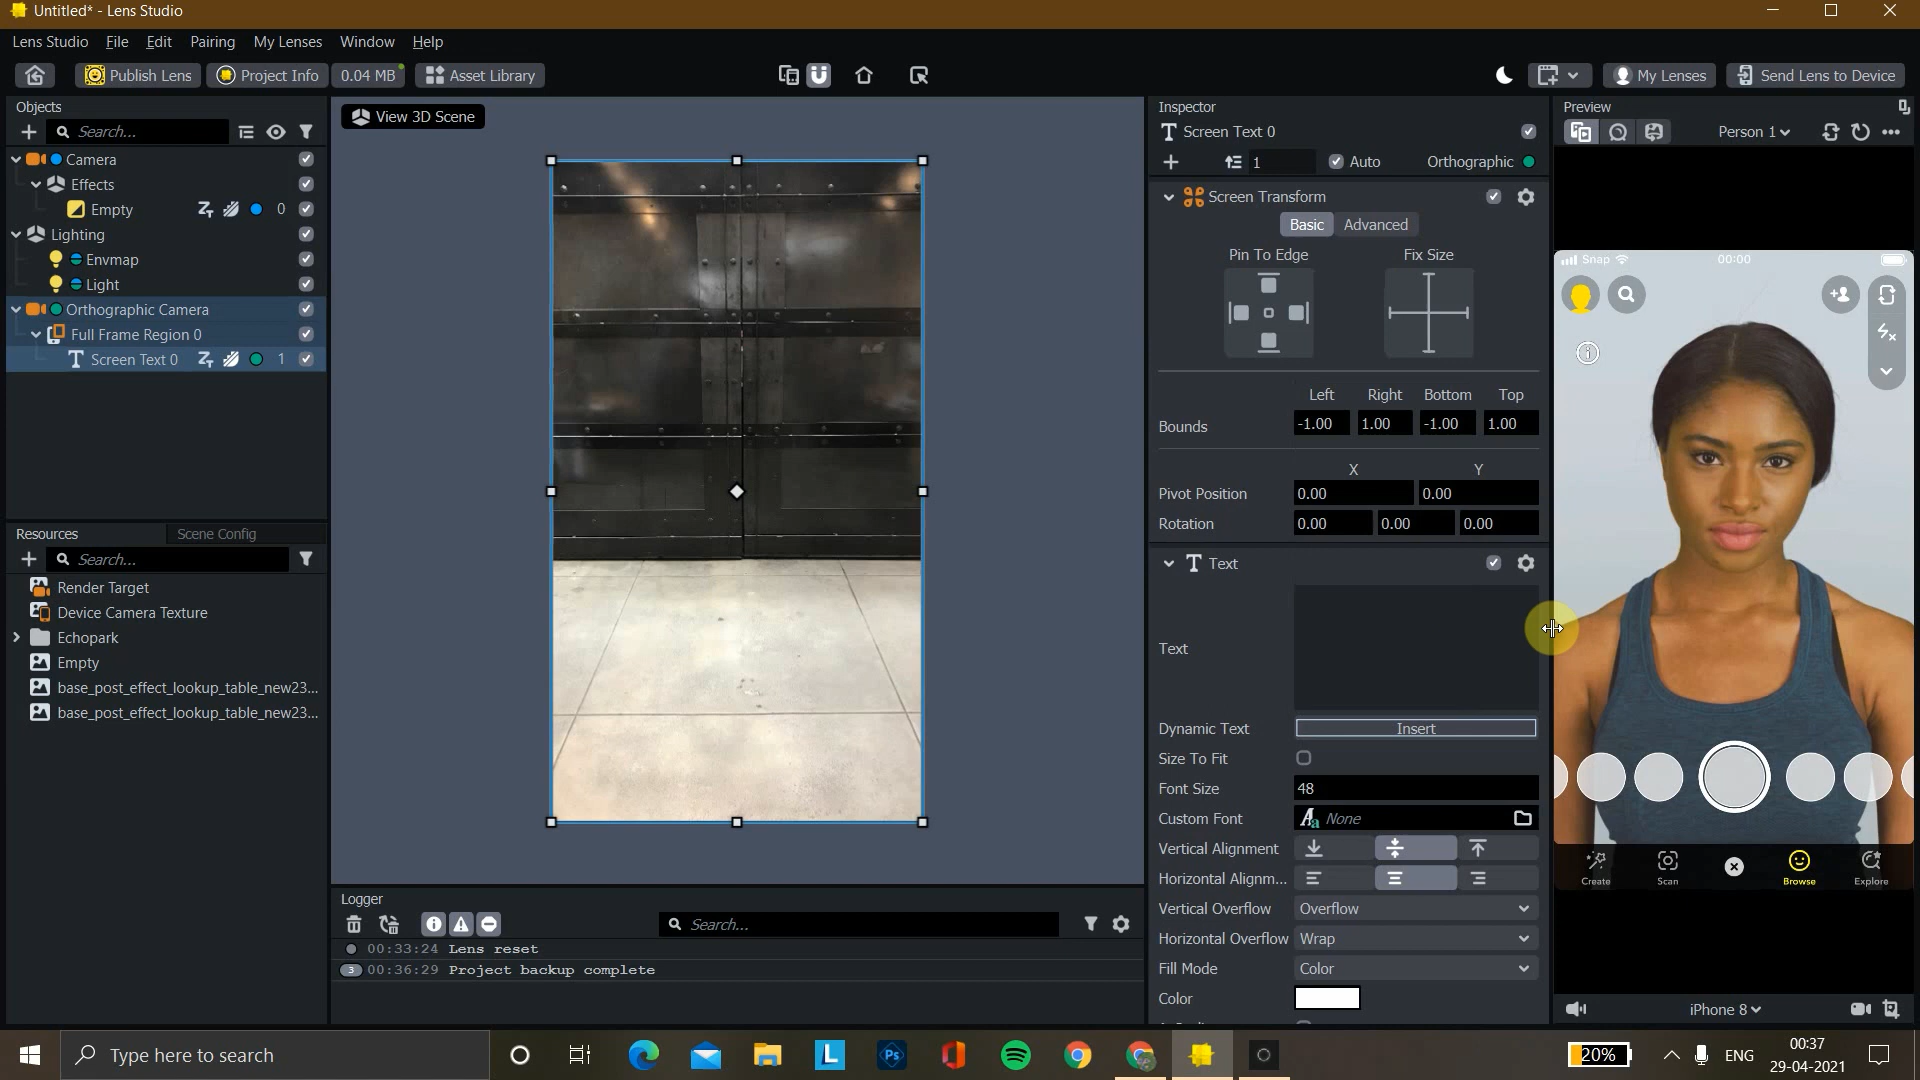 Untitled* - Lens Studio
Lens Studio File Edit Pairing My Lenses Window Help
Publish Lens Project Info 0.04 MB Asset Library My Lenses Send Lens to Device
Objects
Search...
Camera
Effects
Empty 0
Lighting
Envmap
Light
Orthographic Camera
Full Frame Region 0
Screen Text 0 1
Resources Scene Config
Search...
Render Target
Device Camera Texture
Echopark
Empty
base_post_effect_lookup_table_new23...
base_post_effect_lookup_table_new23...
View 3D Scene
Logger
Search...
00:33:24 Lens reset
3 00:36:29 Project backup complete
Inspector
Screen Text 0
1 Auto Orthographic
Screen Transform
Basic Advanced
Pin To Edge Fix Size
Left Right Bottom Top
Bounds -1.00 1.00 -1.00 1.00
X Y
Pivot Position 0.00 0.00
Rotation 0.00 0.00 0.00
Text
Text
Dynamic Text Insert
Size To Fit
Font Size 48
Custom Font None
Vertical Alignment
Horizontal Alignm...
Vertical Overflow Overflow
Horizontal Overflow Wrap
Fill Mode Color
Color
Preview
Person 1
Snap 00:00
Create Scan Browse Explore
iPhone 8
Type here to search
L Ps
20% ENG 00:37
29-04-2021